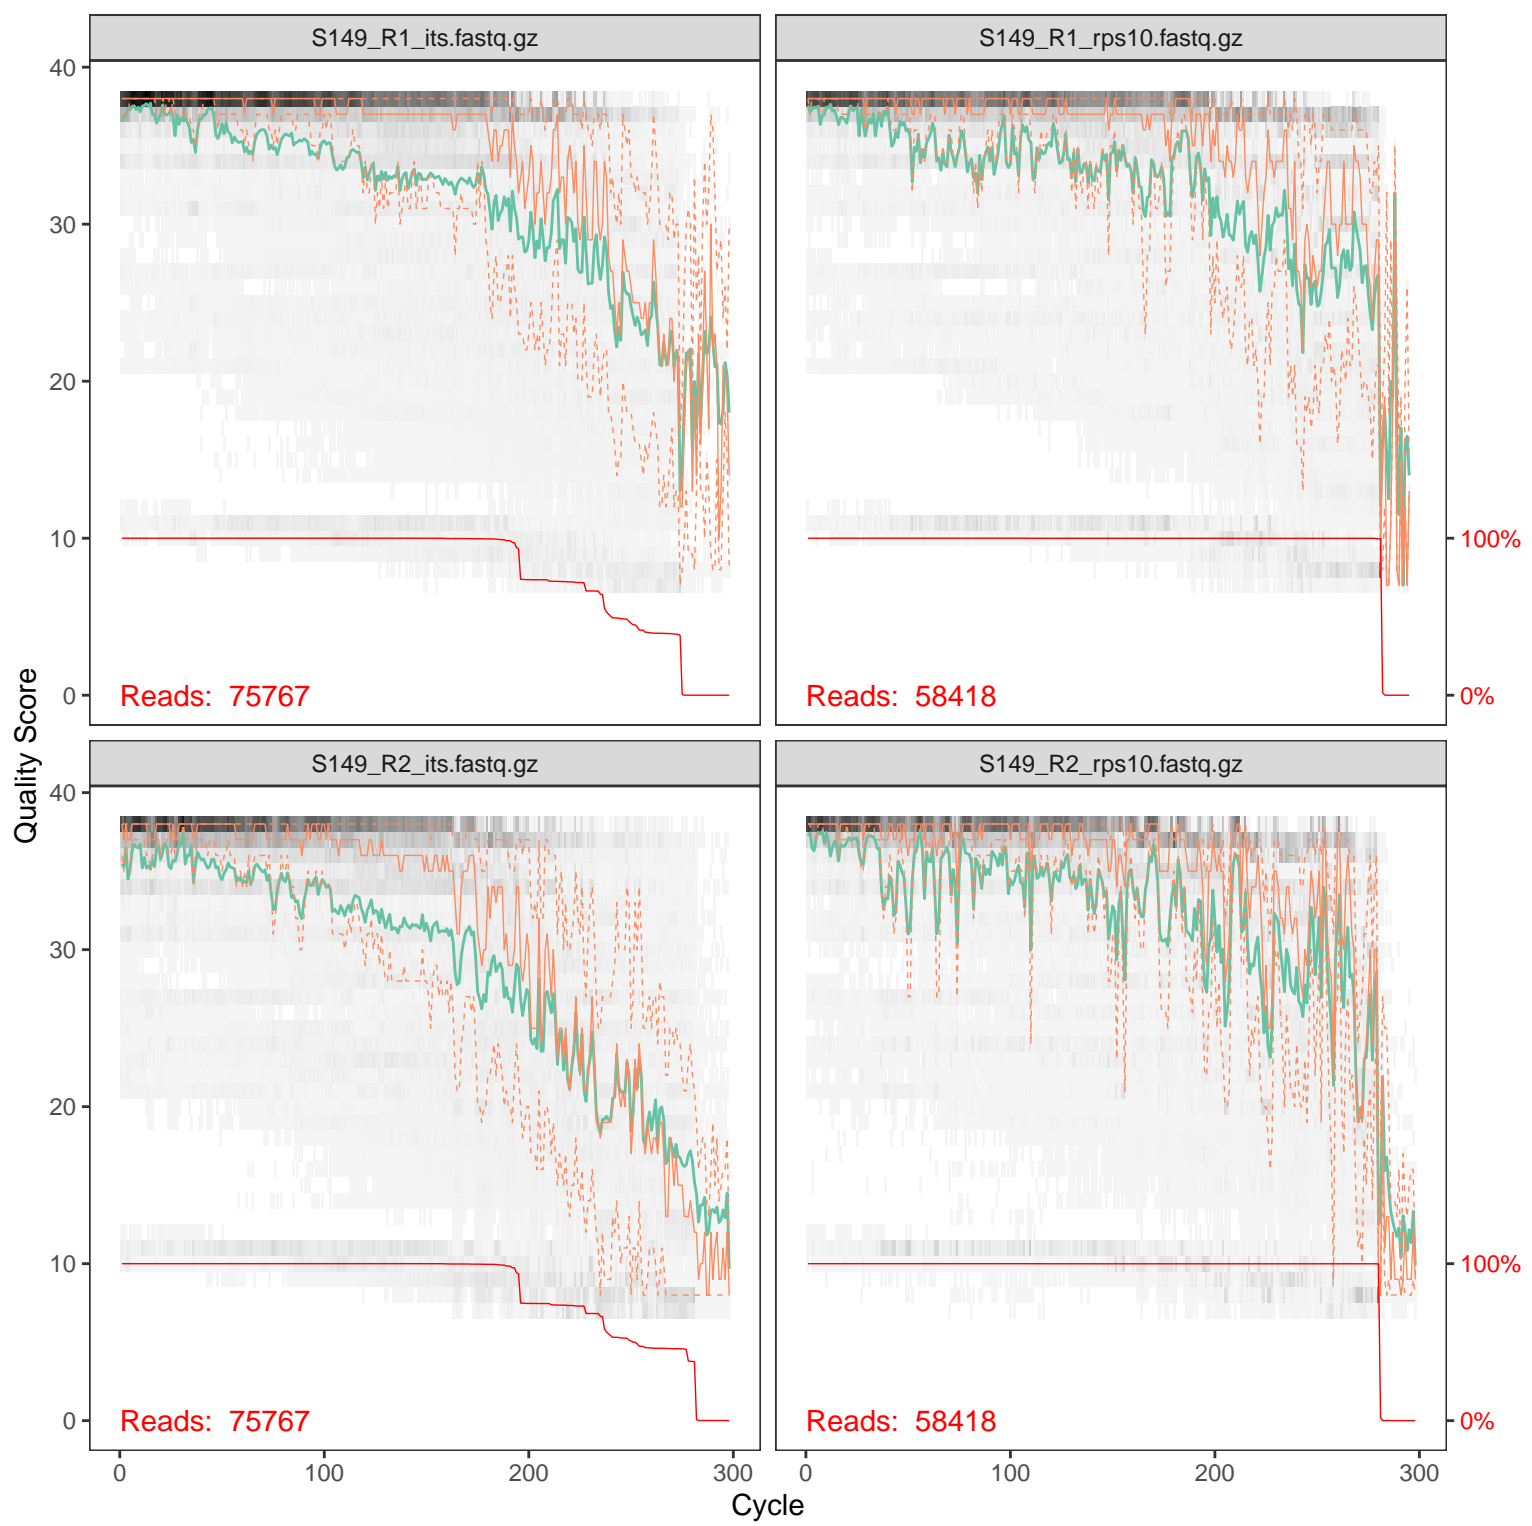 S149_R1_its.fastq.gz
S149_R1_rps10.fastq.gz
40
30
20
10
0
100%
0%
Reads: 75767
Reads: 58418
Quality Score
S149_R2_its.fastq.gz
S149_R2_rps10.fastq.gz
40
30
20
10
0
100%
0%
Reads: 75767
Reads: 58418
0
100
200
300
0
100
200
300
Cycle